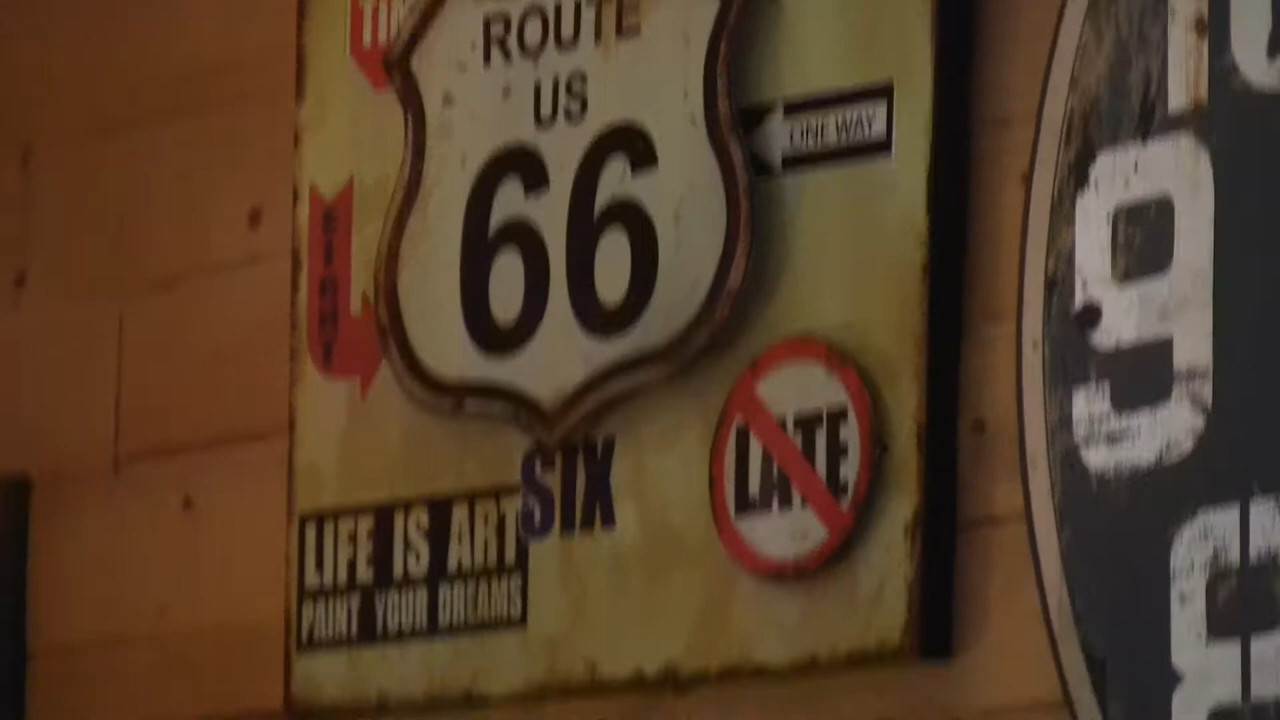 ROUTE
US
66
ONE WAY
SIX
LATE
LIFE IS ART
PAINT YOUR DREAMS
9